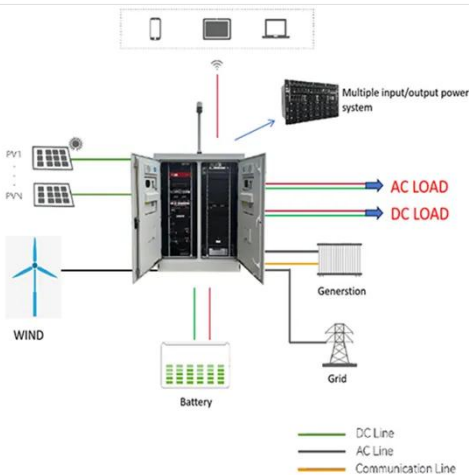 Multiple input/output power
system
PV1
PVN
AC LOAD
DC LOAD
WIND
Generstion
Grid
Battery
DC Line
AC Line
Communication Line